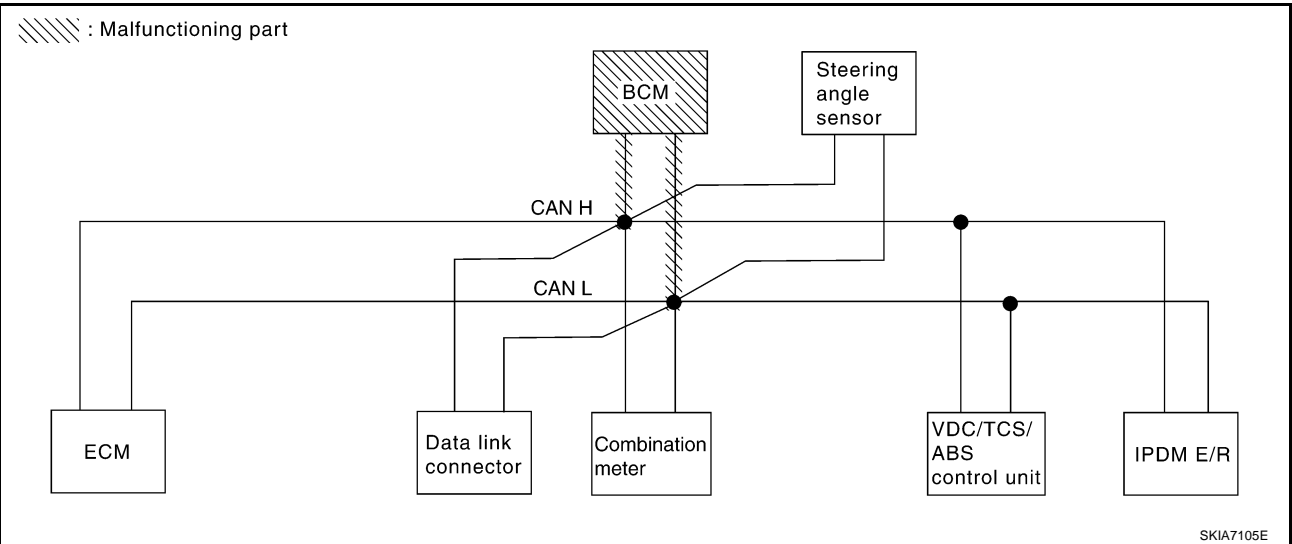 : Malfunctioning part
BCM
Steering
angle
sensor
CAN H
CAN L
ECM
Data link
connector
Combination
meter
VDC/TCS/
ABS
control unit
IPDM E/R
SKIA7105E